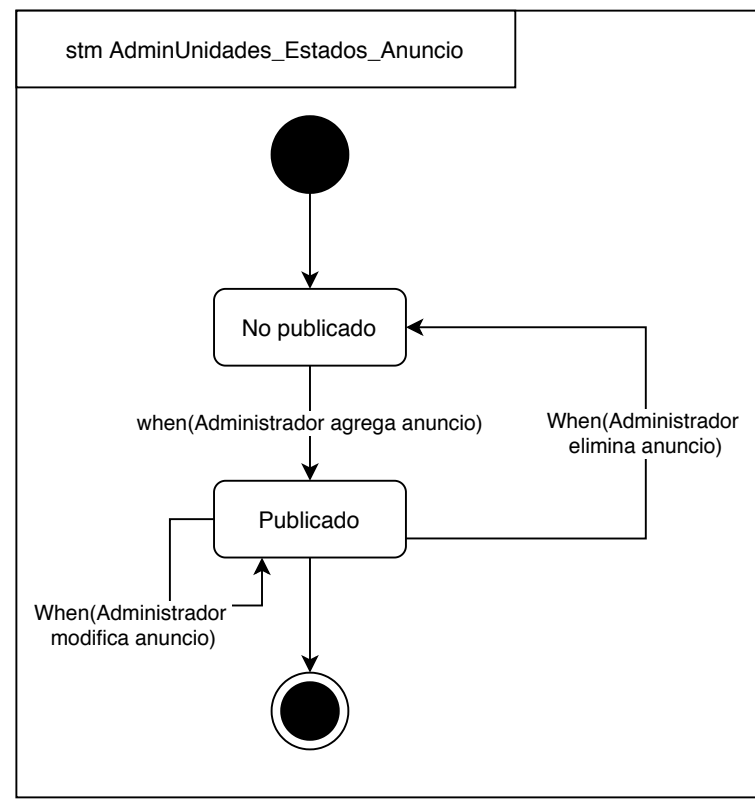 stm AdminUnidades_Estados_Anuncio
No publicado
when(Administrador agrega anuncio)
When(Administrador
elimina anuncio)
Publicado
When(Administrador
modifica anuncio)